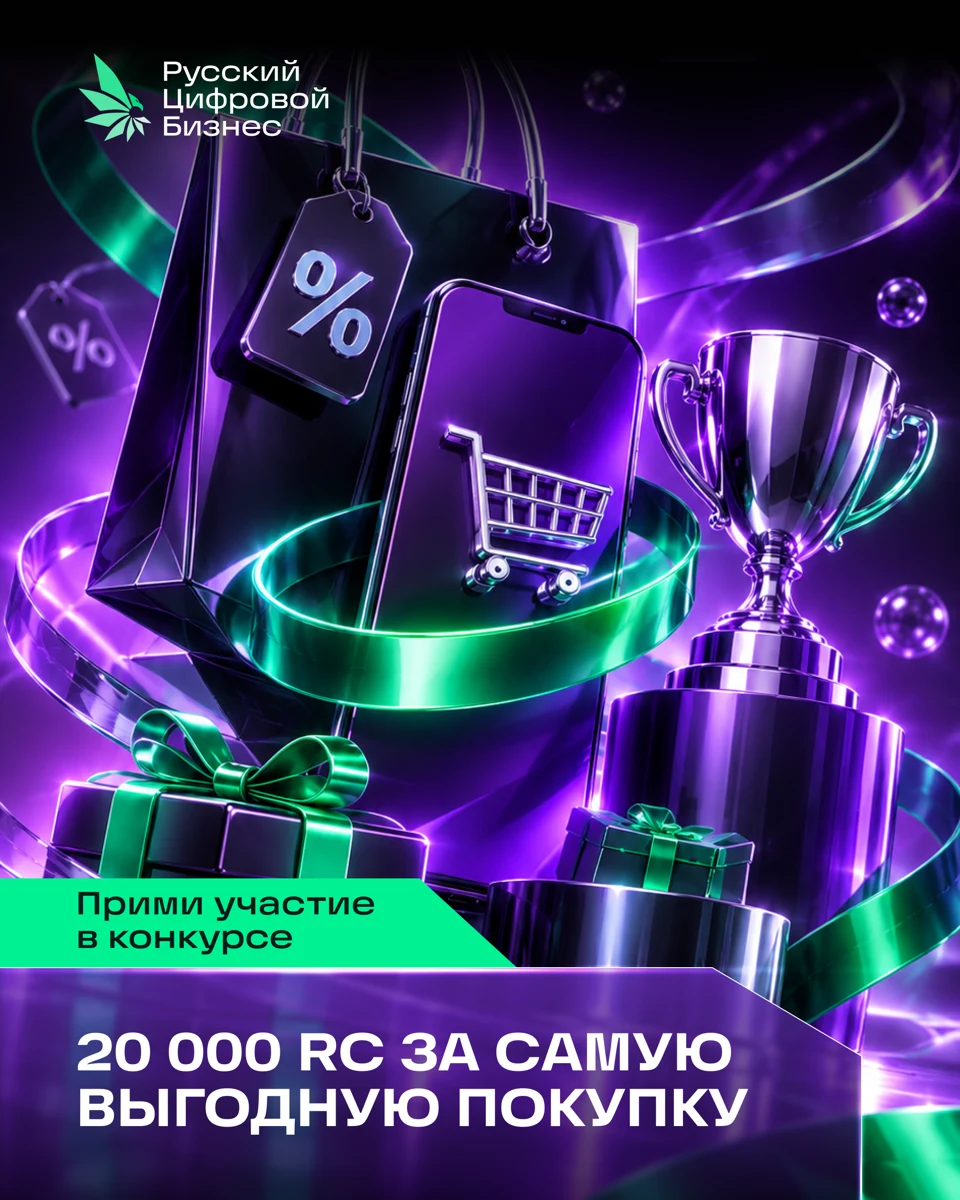 Русский
Цифровой
Бизнес
%
%
Прими участие
в конкурсе
20 000 RC ЗА САМУЮ
ВЫГОДНУЮ ПОКУПКУ